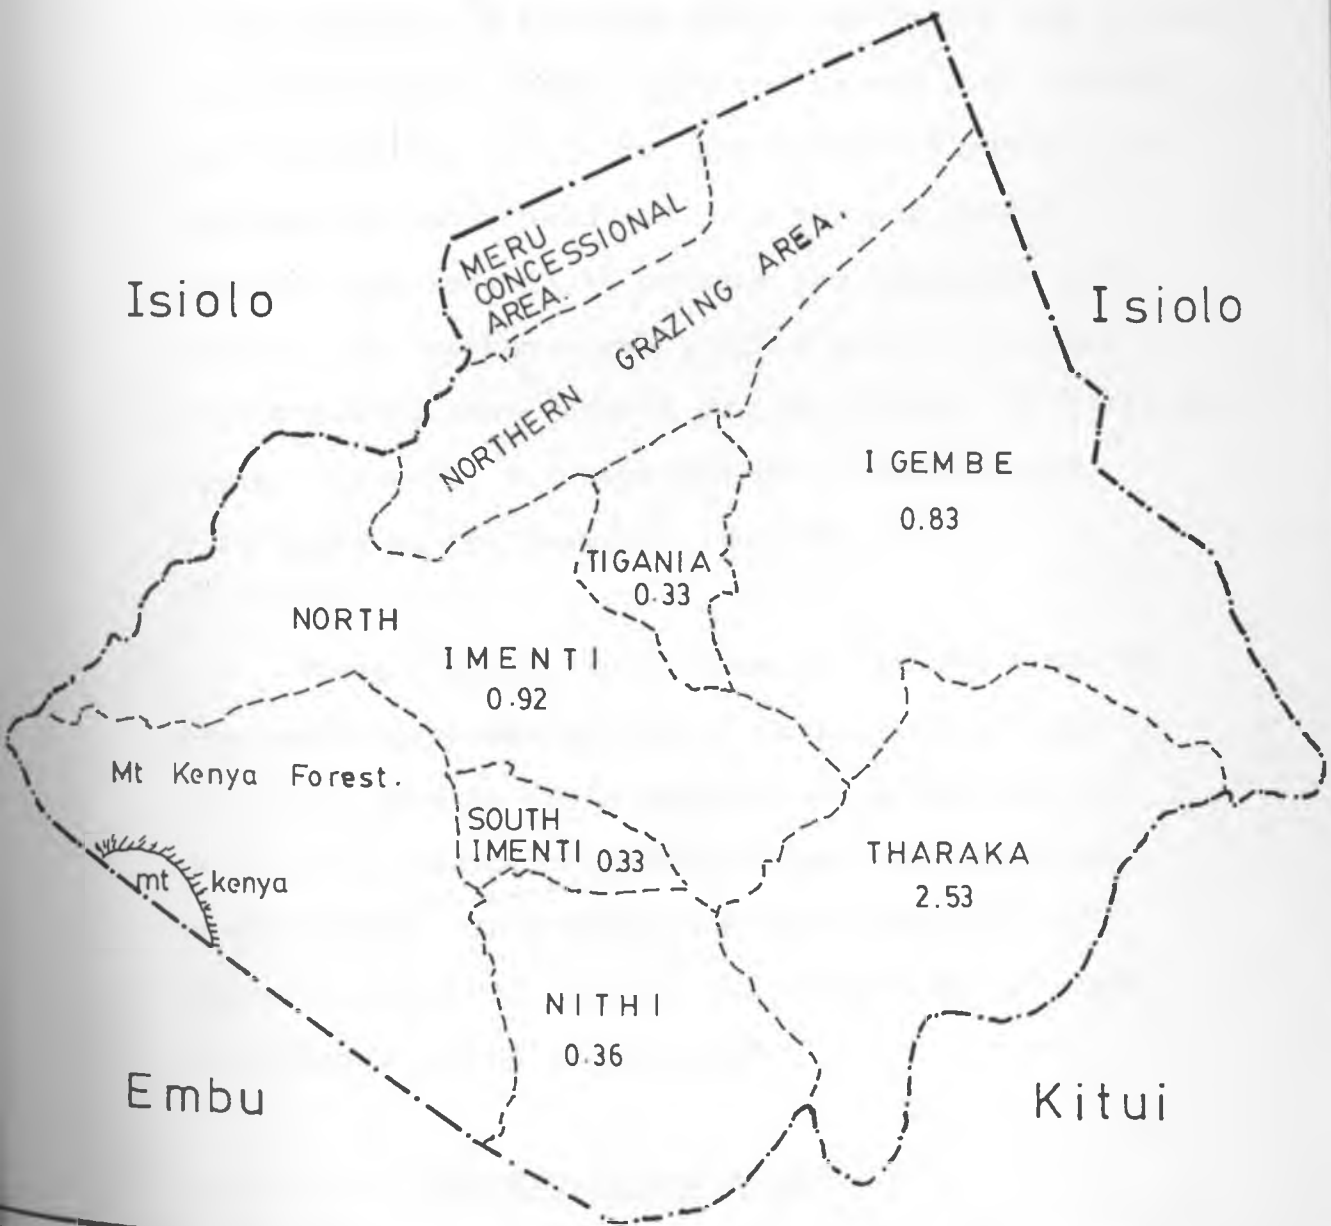 MERU
CONCESSIONAL
AREA.
Isiolo
Isiolo
NORTHERN GRAZING AREA.
IGEMBE
0.83
TIGANIA
0.33
NORTH
IMENTI
0.92
Mt Kenya Forest.
SOUTH
IMENTI 0.33
THARAKA
2.53
mt kenya
NITHI
0.36
Embu
Kitui